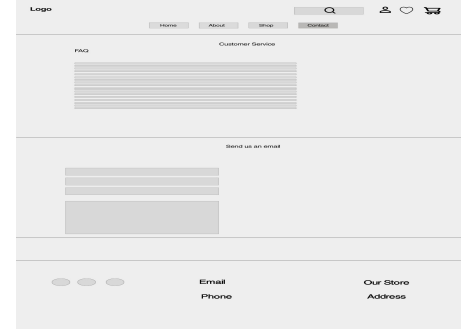 Logo
Home About Shop Contact
Customer Service
FAQ
Send us an email
Email Our Store
Phone Address